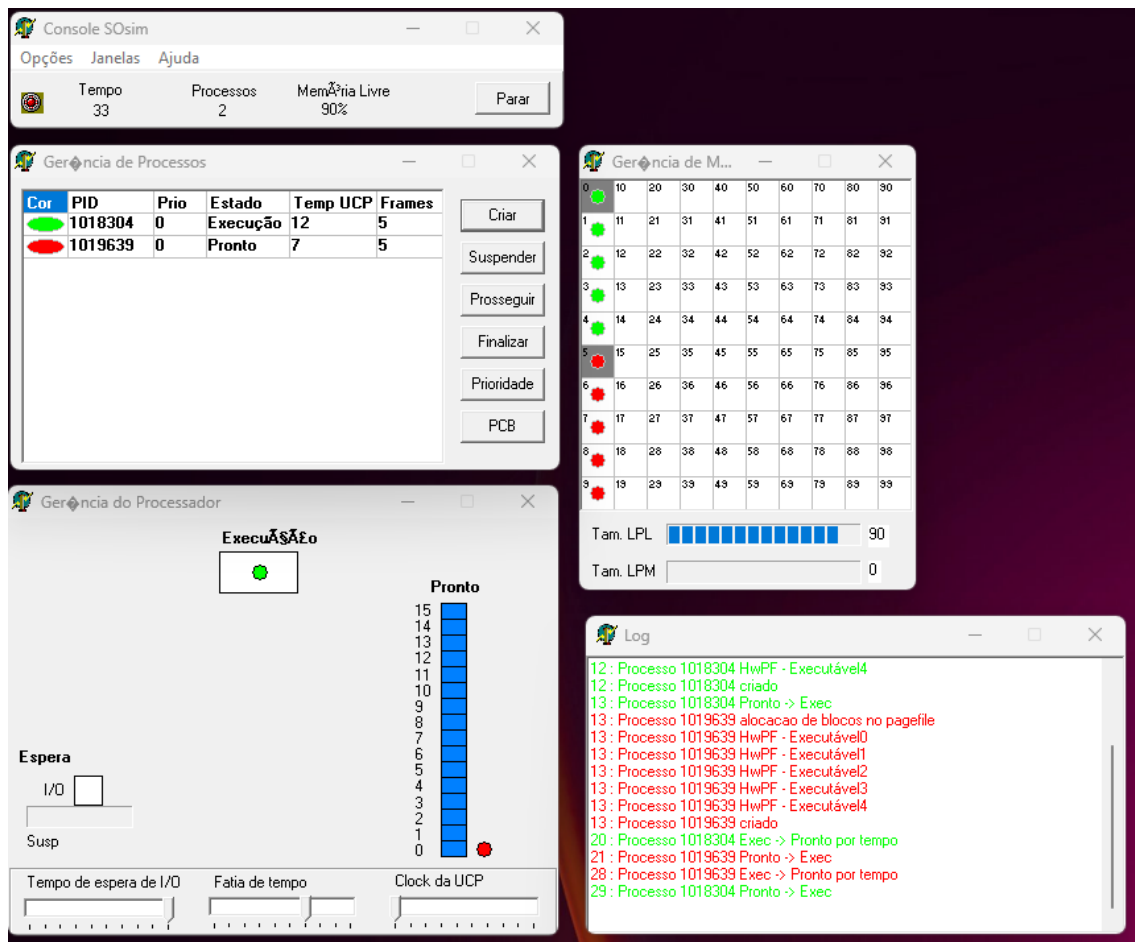 Console SOsim
Opções Janelas Ajuda
Tempo Processos MemÃ³ria Livre
33 2 90%
Parar
Ger�ncia de Processos
Cor PID Prio Estado Temp UCP Frames
1018304 0 Execução 12 5
1019639 0 Pronto 7 5
Criar
Suspender
Prosseguir
Finalizar
Prioridade
PCB
Ger�ncia de M...
0 10 20 30 40 50 60 70 80 90
1 11 21 31 41 51 61 71 81 91
2 12 22 32 42 52 62 72 82 92
3 13 23 33 43 53 63 73 83 93
4 14 24 34 44 54 64 74 84 94
5 15 25 35 45 55 65 75 85 95
6 16 26 36 46 56 66 76 86 96
7 17 27 37 47 57 67 77 87 97
8 18 28 38 48 58 68 78 88 98
9 19 29 39 49 59 69 79 89 99
Tam. LPL 90
Tam. LPM 0
Ger�ncia do Processador
ExecuÃ§Ã£o
Pronto
15
14
13
12
11
10
9
8
7
6
5
4
3
2
1
0
Espera
I/O
Susp
Tempo de espera de I/O Fatia de tempo Clock da UCP
Log
12 : Processo 1018304 HwPF - Executável4
12 : Processo 1018304 criado
13 : Processo 1018304 Pronto -> Exec
13 : Processo 1019639 alocacao de blocos no pagefile
13 : Processo 1019639 HwPF - Executável0
13 : Processo 1019639 HwPF - Executável1
13 : Processo 1019639 HwPF - Executável2
13 : Processo 1019639 HwPF - Executável3
13 : Processo 1019639 HwPF - Executável4
13 : Processo 1019639 criado
20 : Processo 1018304 Exec -> Pronto por tempo
21 : Processo 1019639 Pronto -> Exec
28 : Processo 1019639 Exec -> Pronto por tempo
29 : Processo 1018304 Pronto -> Exec